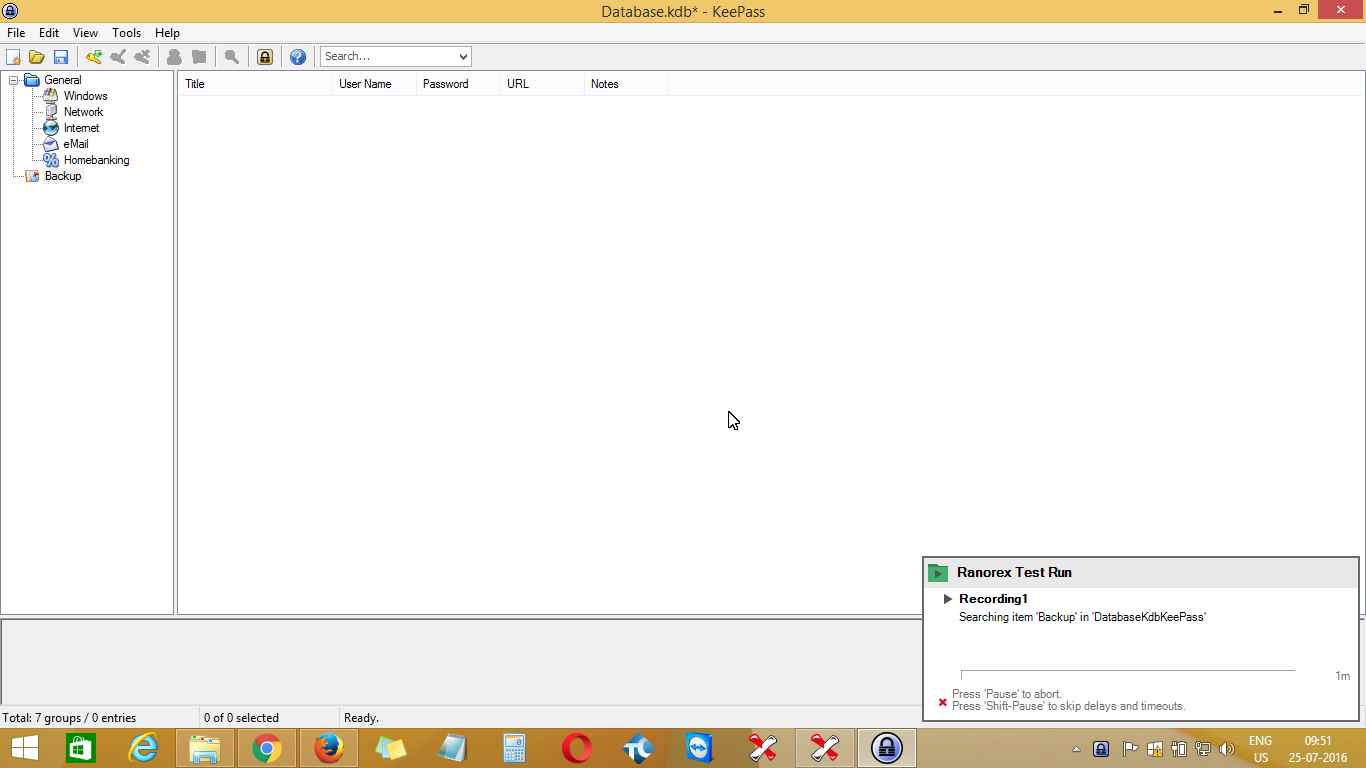 Database.kdb* - KeePass
File Edit View Tools Help
Search...
General
Windows
Network
Internet
eMail
Homebanking
Backup
Title User Name Password URL Notes
Ranorex Test Run
Recording1
Searching item 'Backup' in 'DatabaseKdbKeePass'
1m
Press 'Pause' to abort.
Press 'Shift-Pause' to skip delays and timeouts.
Total: 7 groups / 0 entries 0 of 0 selected Ready.
ENG 09:51
US 25-07-2016